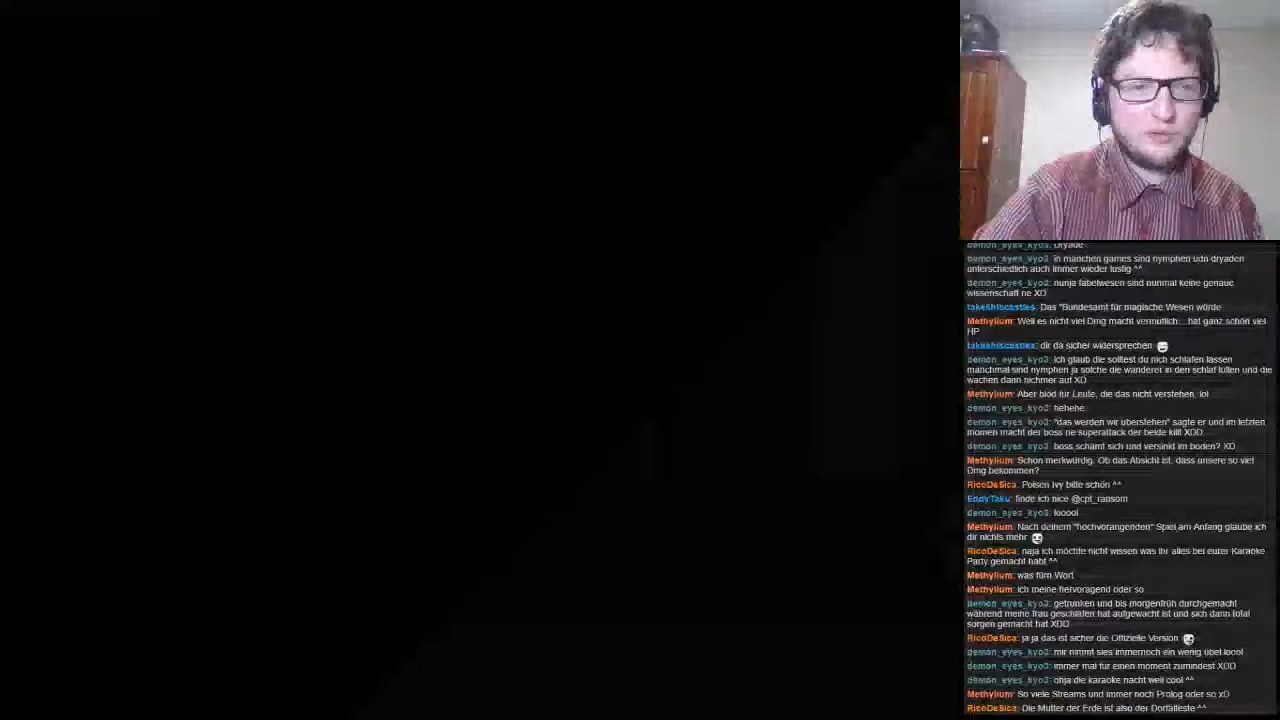 demon_eyes_kyo3: Dryade
demon_eyes_kyo3: in manchen games sind nymphen udn dryaden
unterschiedlich auch immer wieder lustig ^^
demon_eyes_kyo3: nunja fabelwesen sind nunmal keine genaue
wissenschaft ne XD
takeshiscastles: Das "Bundesamt für magische Wesen würde
Methylium: Weil es nicht viel Dmg macht vermutlich... hat ganz schön viel
HP
takeshiscastles: dir da sicher widersprechen
demon_eyes_kyo3: ich glaub die solltest du nich schlafen lassen
manchmal sind nymphen ja solche die wanderer in den schlaf lullen und die
wachen dann nichmer auf XD
Methylium: Aber blöd für Leute, die das nicht verstehen, lol
demon_eyes_kyo3: hehehe
demon_eyes_kyo3: "das werden wir überstehen" sagte er und im letzten
momen macht der boss ne superattack der beide killt XDD
demon_eyes_kyo3: boss schämt sich und versinkt im boden? XD
Methylium: Schon merkwürdig. Ob das Absicht ist, dass unsere so viel
Dmg bekommen?
RicoDeSica: Poisen Ivy bitte schön ^^
EddyTaku: finde ich nice @cpt_ransom
demon_eyes_kyo3: looool
Methylium: Nach deinem "hochvorangenden" Spiel am Anfang glaube ich
dir nichts mehr
RicoDeSica: naja ich möchte nicht wissen was ihr alles bei eurer Karaoke
Party gemacht habt ^^
Methylium: was fürn Wort
Methylium: ich meine hervoragend oder so
demon_eyes_kyo3: getrunken und bis morgenfrüh durchgemacht
während meine frau geschlafen hat aufgewacht ist und sich dann total
sorgen gemacht hat XDD
RicoDeSica: ja ja das ist sicher die Offizielle Version
demon_eyes_kyo3: mir nimmt sies immernoch ein wenig übel loool
demon_eyes_kyo3: immer mal für einen moment zumindest XDD
demon_eyes_kyo3: ohja die karaoke nacht well cool ^^
Methylium: So viele Streams und immer noch Prolog oder so xD
RicoDeSica: Die Mutter der Erde ist also der Dorfälteste ^^